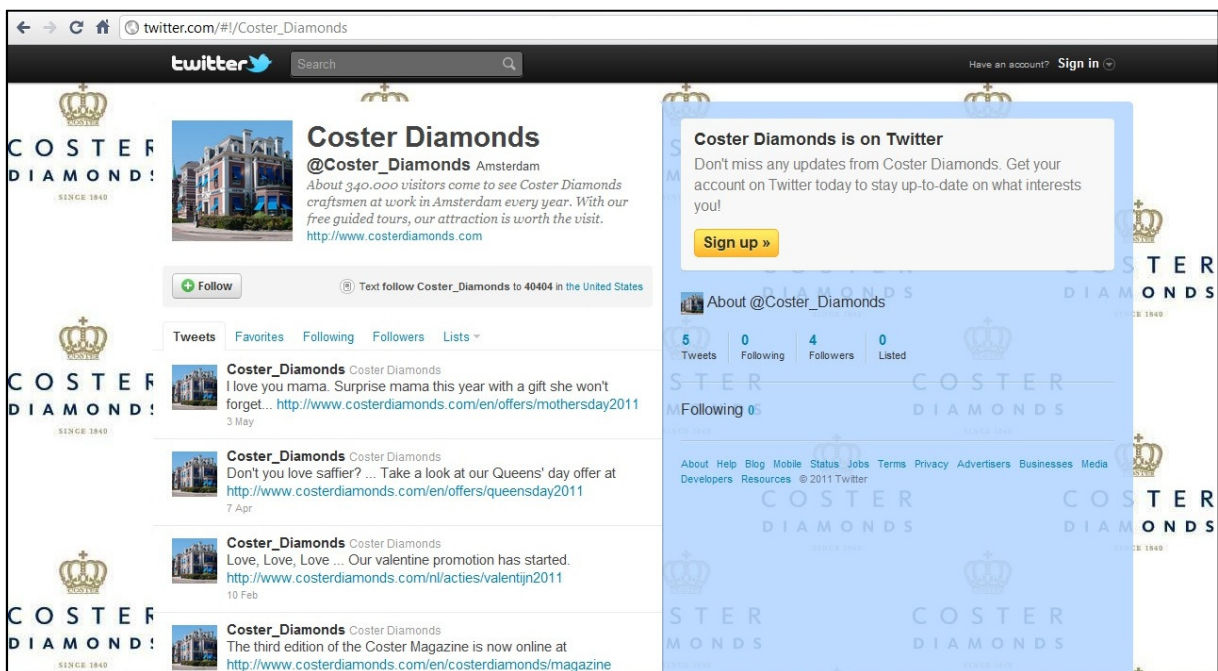 twitter.com/#!/Coster_Diamonds
twitter
Search
Have an account? Sign in
Coster Diamonds
@Coster_Diamonds Amsterdam
About 340.000 visitors come to see Coster Diamonds
craftsmen at work in Amsterdam every year. With our
free guided tours, our attraction is worth the visit.
http://www.costerdiamonds.com
Follow
Text follow Coster_Diamonds to 40404 in the United States
Tweets Favorites Following Followers Lists
Coster_Diamonds Coster Diamonds
I love you mama. Surprise mama this year with a gift she won't
forget... http://www.costerdiamonds.com/en/offers/mothersday2011
3 May
Coster_Diamonds Coster Diamonds
Don't you love saffier? ... Take a look at our Queens' day offer at
http://www.costerdiamonds.com/en/offers/queensday2011
7 Apr
Coster_Diamonds Coster Diamonds
Love, Love, Love ... Our valentine promotion has started.
http://www.costerdiamonds.com/nl/acties/valentijn2011
10 Feb
Coster_Diamonds Coster Diamonds
The third edition of the Coster Magazine is now online at
http://www.costerdiamonds.com/en/costerdiamonds/magazine
Coster Diamonds is on Twitter
Don't miss any updates from Coster Diamonds. Get your
account on Twitter today to stay up-to-date on what interests
you!
Sign up »
About @Coster_Diamonds
5 0 4 0
Tweets Following Followers Listed
Following 0
About Help Blog Mobile Status Jobs Terms Privacy Advertisers Businesses Media
Developers Resources © 2011 Twitter
COSTER
DIAMONDS
SINCE 1840